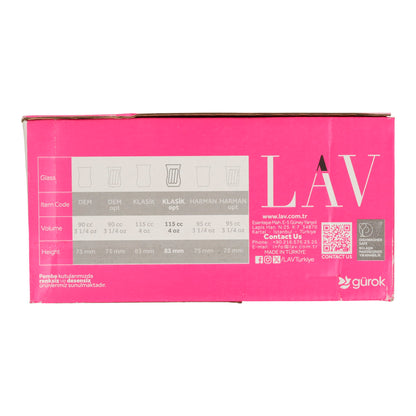 LAV
Glass
Item Code DEM DEM opt KLASİK KLASİK opt HARMAN HARMAN opt
Volume 90 cc 3 1/4 oz 90 cc 3 1/4 oz 115 cc 4 oz 115 cc 4 oz 95 cc 3 1/4 oz 95 cc 3 1/4 oz
Height 73 mm 73 mm 83 mm 83 mm 75 mm 75 mm
Pembe kutularımızda
renksiz ve desensiz
ürünlerimiz sunulmaktadır.
www.lav.com.tr
Contact Us
MADE IN TÜRKİYE
LAVTurkiye
CONTACT US
gürok